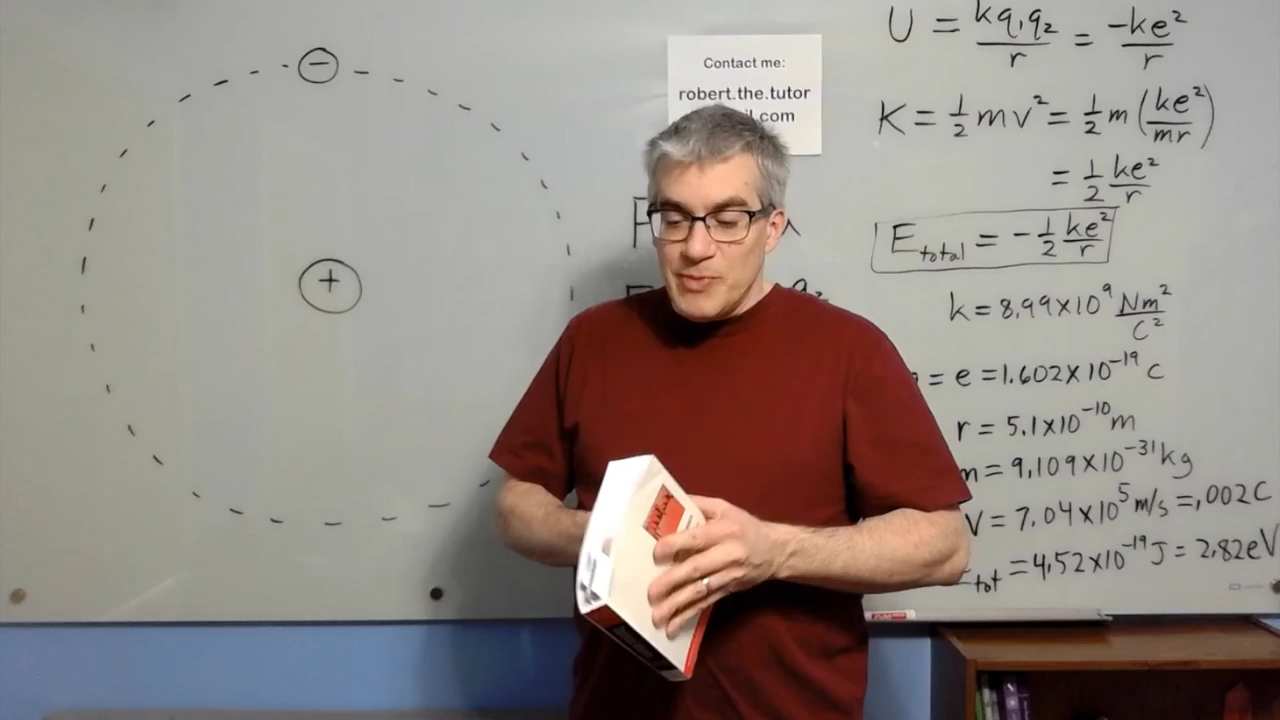 −
+
Contact me:
robert.the.tutor
il.com
F
q₂
U = kq₁q₂/r = -ke²/r
K = ½mv² = ½m(ke²/mr)
= ½ ke²/r
E_total = -½ ke²/r
k = 8.99×10⁹ Nm²/C²
= e = 1.602×10⁻¹⁹ C
r = 5.1×10⁻¹⁰ m
m = 9.109×10⁻³¹ kg
V = 7.04×10⁵ m/s = .002C
tot = 4.52×10⁻¹⁹ J = 2.82eV